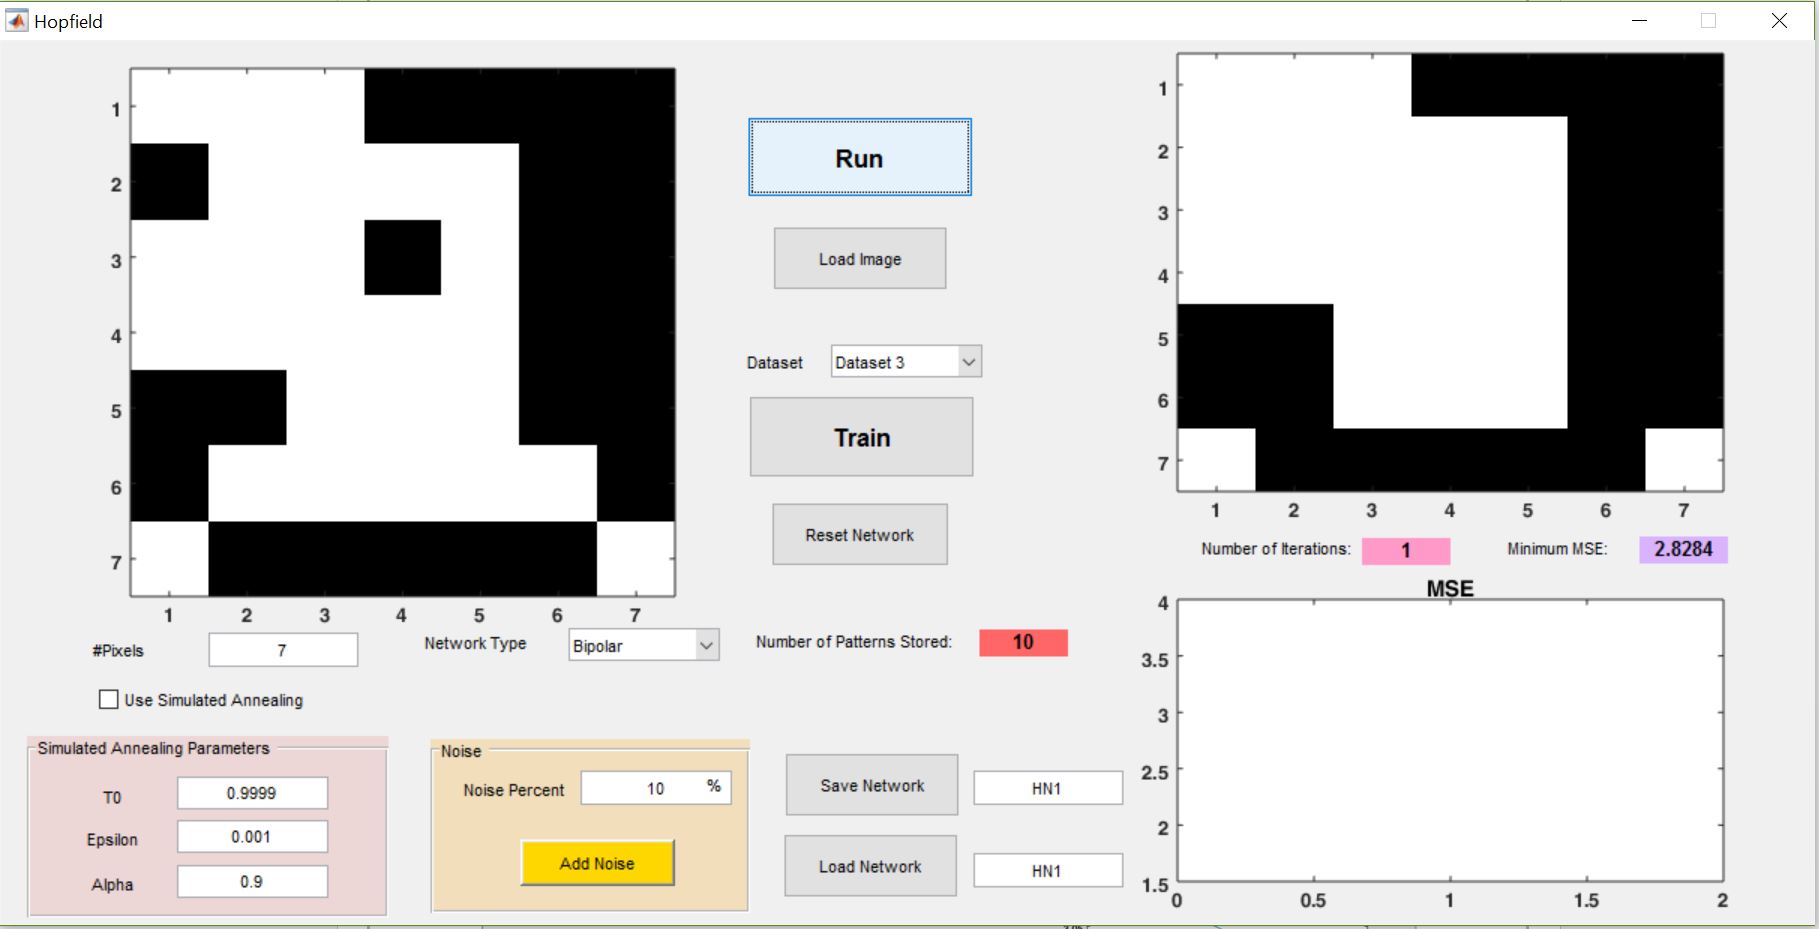 Hopfield
1
2
3
4
5
6
7
1 2 3 4 5 6 7
#Pixels 7
Network Type Bipolar
Use Simulated Annealing
Simulated Annealing Parameters
T0 0.9999
Epsilon 0.001
Alpha 0.9
Noise
Noise Percent 10 %
Add Noise
Run
Load Image
Dataset Dataset 3
Train
Reset Network
Number of Patterns Stored: 10
Save Network HN1
Load Network HN1
1
2
3
4
5
6
7
1 2 3 4 5 6 7
Number of Iterations: 1
Minimum MSE: 2.8284
MSE
4
3.5
3
2.5
2
1.5
0 0.5 1 1.5 2